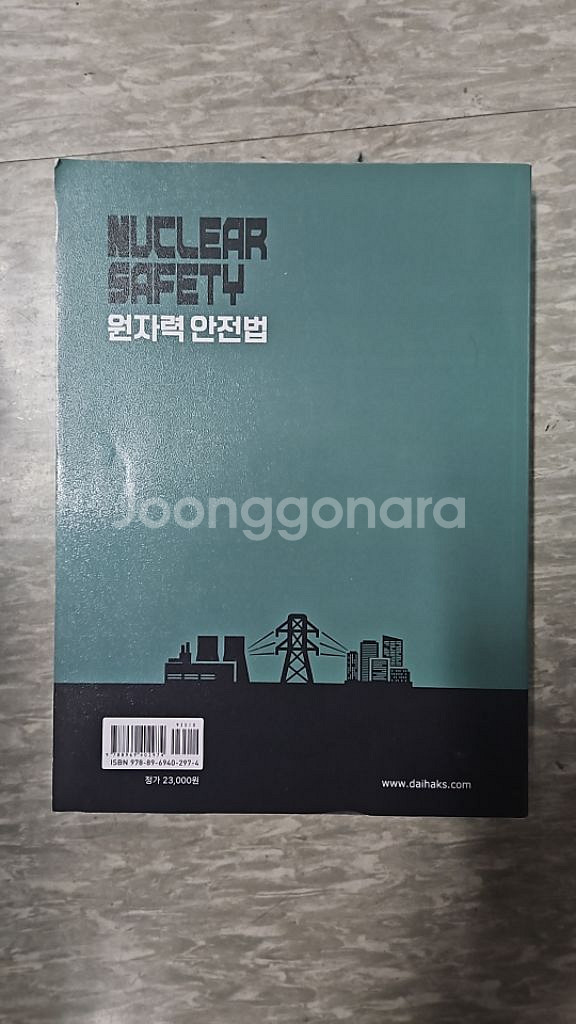 NUCLEAR
SAFETY
원자력 안전법
Joonggonara
ISBN 978-89-6940-297-4
정가 23,000원
www.daihaks.com